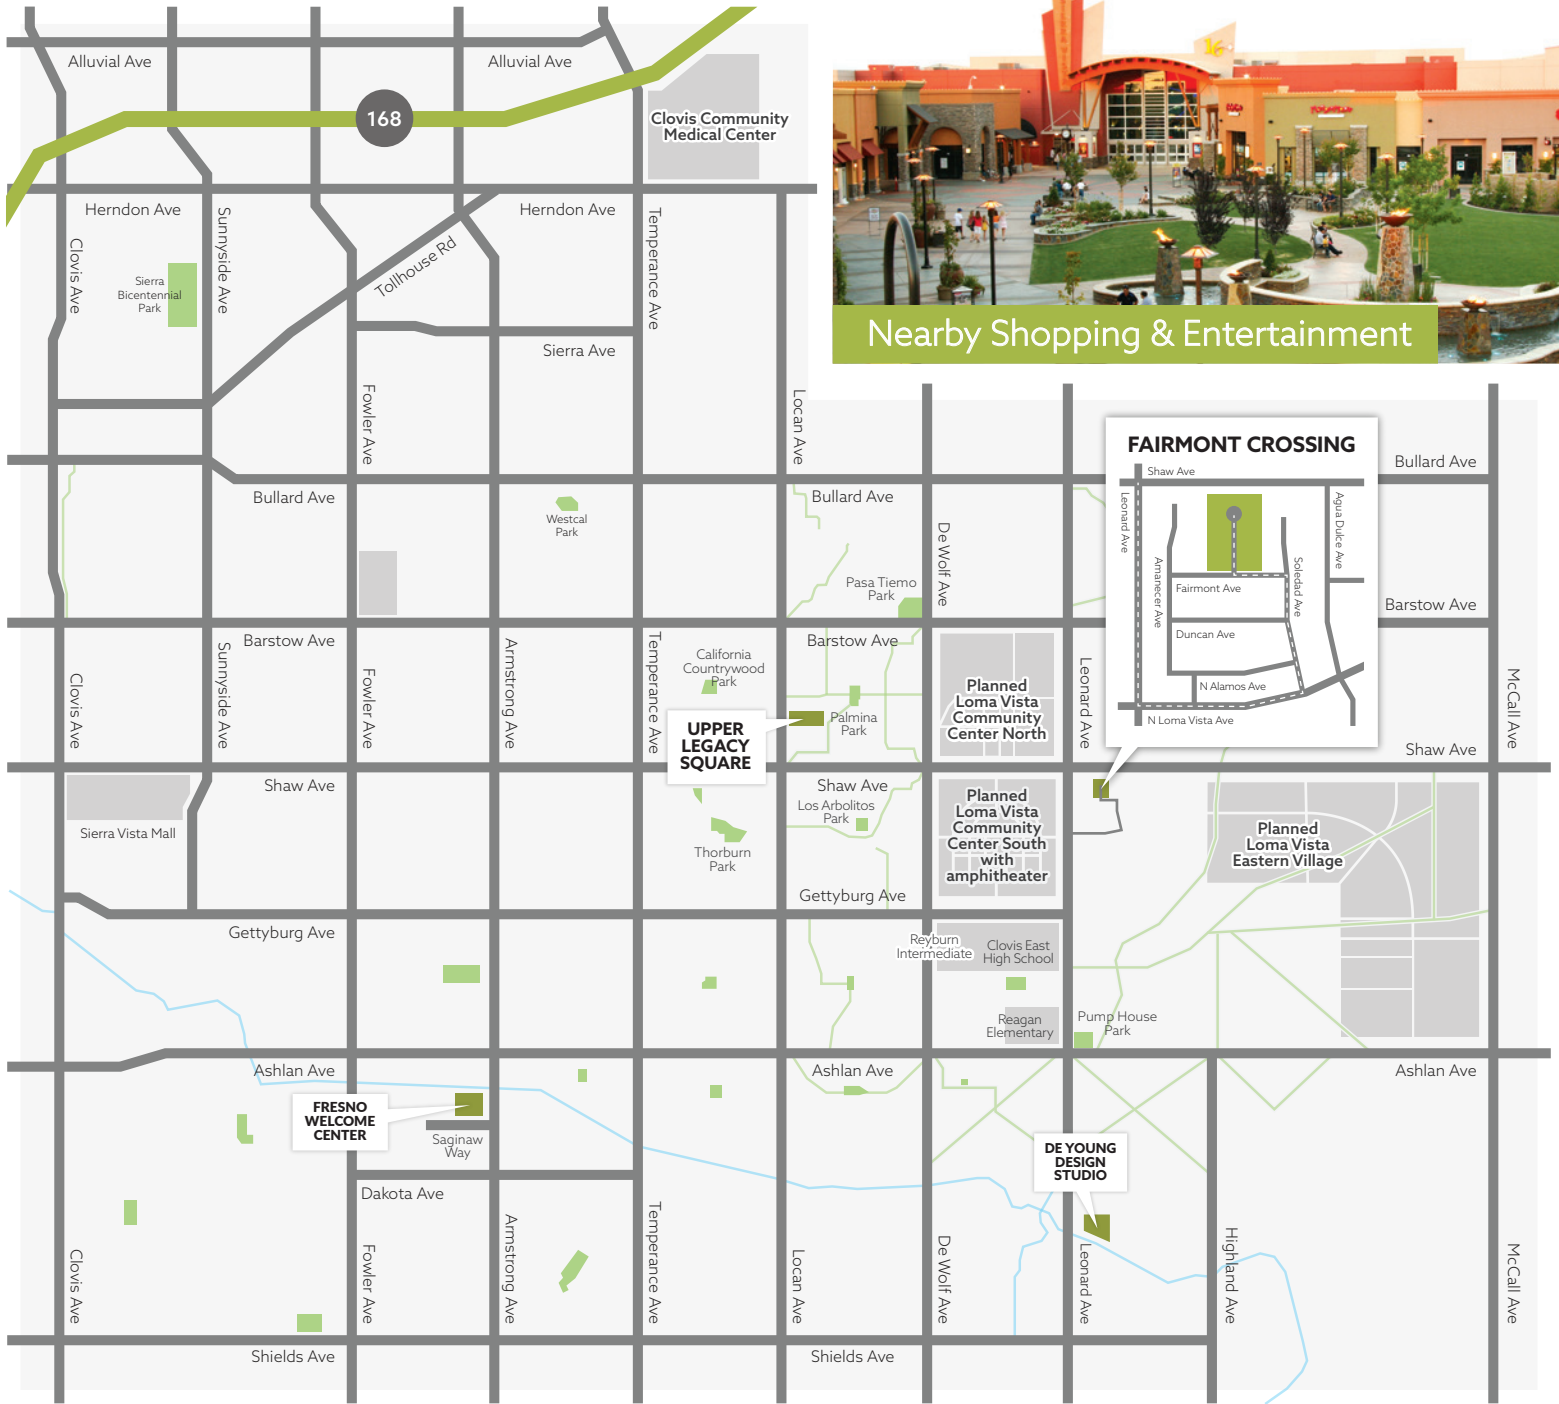 Alluvial Ave
Alluvial Ave
168
Clovis Community
Medical Center
16
Nearby Shopping & Entertainment
Herndon Ave
Herndon Ave
Clovis Ave
Sunnyside Ave
Tollhouse Rd
Temperance Ave
Sierra
Bicentennial
Park
Sierra Ave
Fowler Ave
Locan Ave
FAIRMONT CROSSING
Shaw Ave
Leonard Ave
Amanecer Ave
Soledad Ave
Agua Dulce Ave
Fairmont Ave
Duncan Ave
N Alamos Ave
N Loma Vista Ave
Bullard Ave
Bullard Ave
Bullard Ave
Westcal
Park
De Wolf Ave
Pasa Tiemo
Park
Barstow Ave
Barstow Ave
Barstow Ave
Clovis Ave
Sunnyside Ave
Fowler Ave
Armstrong Ave
Temperance Ave
California
Countrywood
Park
UPPER
LEGACY
SQUARE
Palmina
Park
Planned
Loma Vista
Community
Center North
Leonard Ave
McCall Ave
Shaw Ave
Shaw Ave
Shaw Ave
Sierra Vista Mall
Los Arbolitos
Park
Thorburn
Park
Planned
Loma Vista
Community
Center South
with
amphitheater
Planned
Loma Vista
Eastern Village
Gettyburg Ave
Gettyburg Ave
Reyburn
Intermediate
Clovis East
High School
Reagan
Elementary
Pump House
Park
Ashlan Ave
Ashlan Ave
Ashlan Ave
FRESNO
WELCOME
CENTER
Saginaw
Way
DE YOUNG
DESIGN
STUDIO
Dakota Ave
Clovis Ave
Fowler Ave
Armstrong Ave
Temperance Ave
Locan Ave
De Wolf Ave
Leonard Ave
Highland Ave
McCall Ave
Shields Ave
Shields Ave